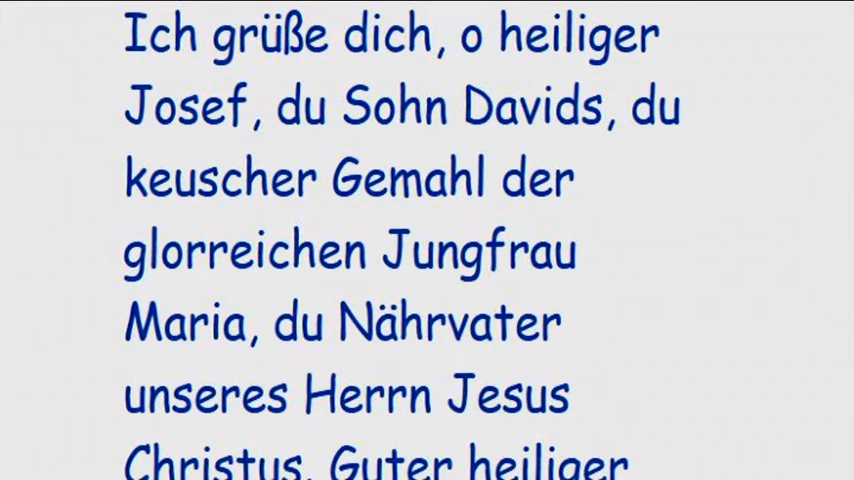 Ich grüße dich, o heiliger
Josef, du Sohn Davids, du
keuscher Gemahl der
glorreichen Jungfrau
Maria, du Nährvater
unseres Herrn Jesus
Christus. Guter heiliger